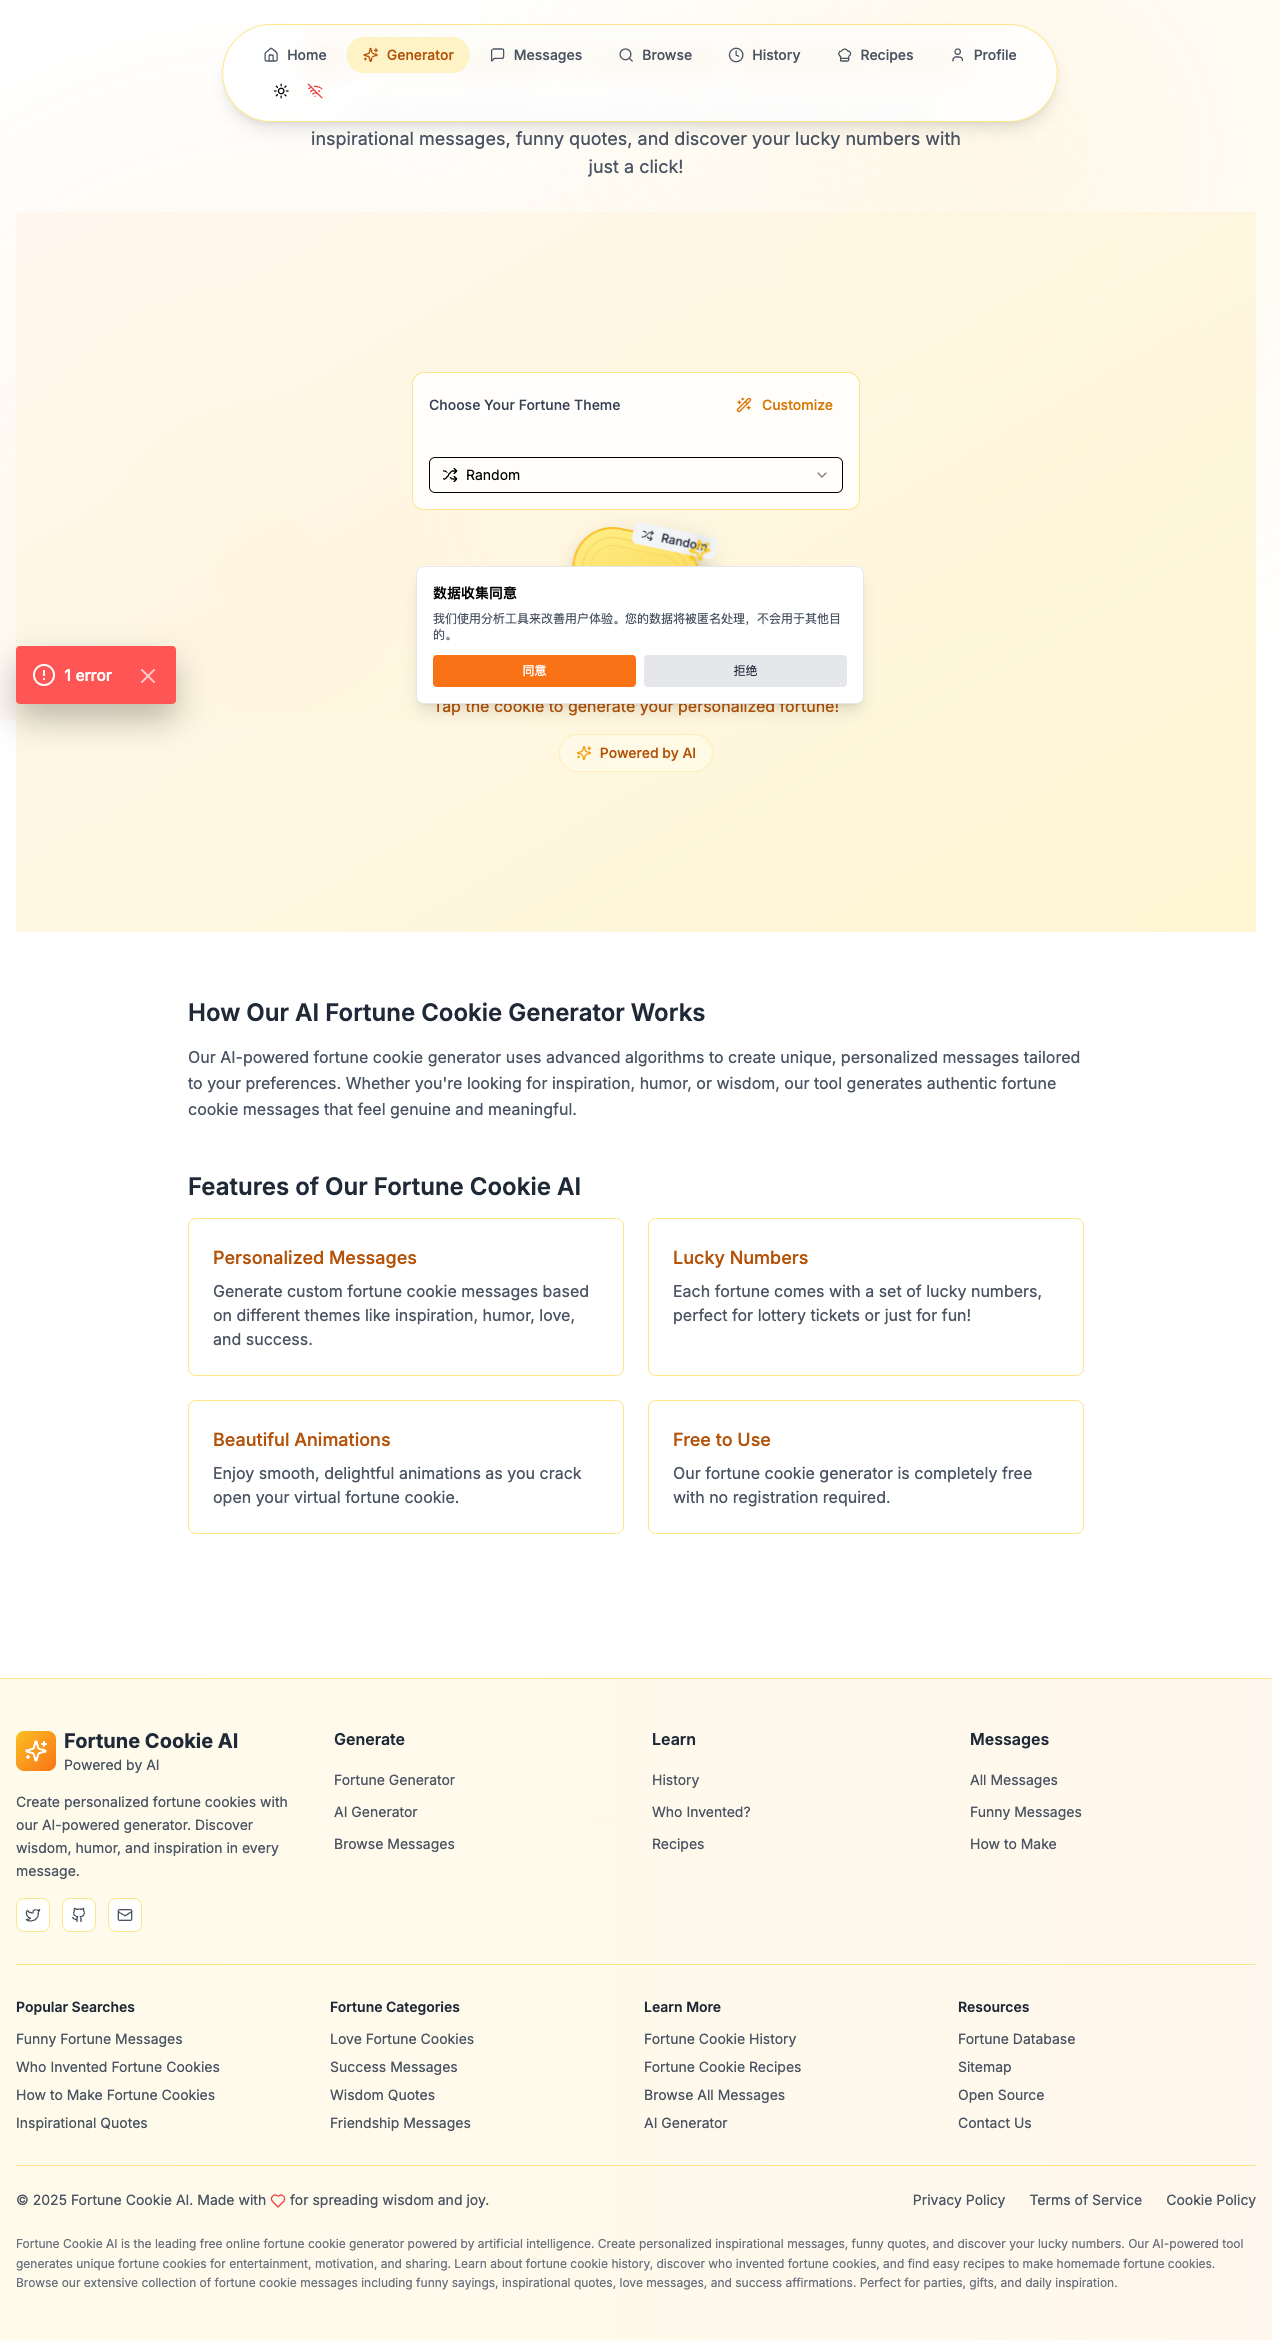 Home
Generator
Messages
Browse
History
Recipes
Profile
inspirational messages, funny quotes, and discover your lucky numbers with
just a click!
Choose Your Fortune Theme
Customize
Random
Random
数据收集同意
我们使用分析工具来改善用户体验。您的数据将被匿名处理，不会用于其他目
的。
同意
拒绝
1 error
Tap the cookie to generate your personalized fortune!
Powered by AI
How Our AI Fortune Cookie Generator Works
Our AI-powered fortune cookie generator uses advanced algorithms to create unique, personalized messages tailored
to your preferences. Whether you're looking for inspiration, humor, or wisdom, our tool generates authentic fortune
cookie messages that feel genuine and meaningful.
Features of Our Fortune Cookie AI
Personalized Messages
Generate custom fortune cookie messages based
on different themes like inspiration, humor, love,
and success.
Lucky Numbers
Each fortune comes with a set of lucky numbers,
perfect for lottery tickets or just for fun!
Beautiful Animations
Enjoy smooth, delightful animations as you crack
open your virtual fortune cookie.
Free to Use
Our fortune cookie generator is completely free
with no registration required.
Fortune Cookie AI
Powered by AI
Create personalized fortune cookies with
our AI-powered generator. Discover
wisdom, humor, and inspiration in every
message.
Generate
Fortune Generator
AI Generator
Browse Messages
Learn
History
Who Invented?
Recipes
Messages
All Messages
Funny Messages
How to Make
Popular Searches
Funny Fortune Messages
Who Invented Fortune Cookies
How to Make Fortune Cookies
Inspirational Quotes
Fortune Categories
Love Fortune Cookies
Success Messages
Wisdom Quotes
Friendship Messages
Learn More
Fortune Cookie History
Fortune Cookie Recipes
Browse All Messages
AI Generator
Resources
Fortune Database
Sitemap
Open Source
Contact Us
© 2025 Fortune Cookie AI. Made with for spreading wisdom and joy.
Privacy Policy
Terms of Service
Cookie Policy
Fortune Cookie AI is the leading free online fortune cookie generator powered by artificial intelligence. Create personalized inspirational messages, funny quotes, and discover your lucky numbers. Our AI-powered tool
generates unique fortune cookies for entertainment, motivation, and sharing. Learn about fortune cookie history, discover who invented fortune cookies, and find easy recipes to make homemade fortune cookies.
Browse our extensive collection of fortune cookie messages including funny sayings, inspirational quotes, love messages, and success affirmations. Perfect for parties, gifts, and daily inspiration.